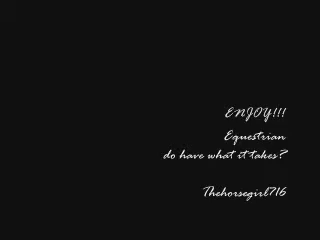 ENJOY!!!
Equestrian
do have what it takes?
Thehorsegirl716